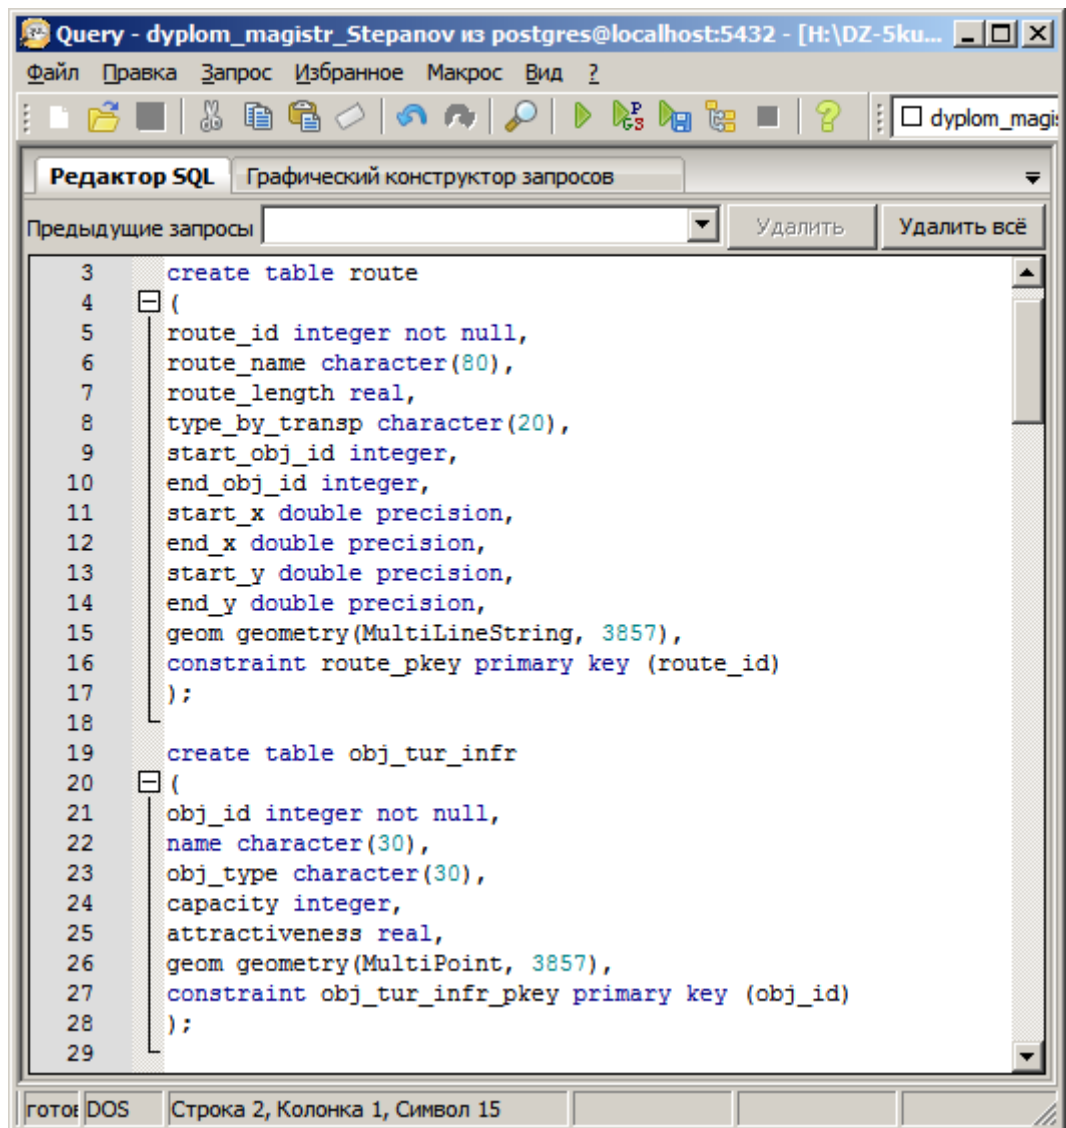 Query - dyplom_magistr_Stepanov из postgres@localhost:5432 - [H:\DZ-5ku...
Файл Правка Запрос Избранное Макрос Вид ?
dyplom_magi
Редактор SQL Графический конструктор запросов
Предыдущие запросы Удалить Удалить всё
3 create table route
4 (
5 route_id integer not null,
6 route_name character(80),
7 route_length real,
8 type_by_transp character(20),
9 start_obj_id integer,
10 end_obj_id integer,
11 start_x double precision,
12 end_x double precision,
13 start_y double precision,
14 end_y double precision,
15 geom geometry(MultiLineString, 3857),
16 constraint route_pkey primary key (route_id)
17 );
18
19 create table obj_tur_infr
20 (
21 obj_id integer not null,
22 name character(30),
23 obj_type character(30),
24 capacity integer,
25 attractiveness real,
26 geom geometry(MultiPoint, 3857),
27 constraint obj_tur_infr_pkey primary key (obj_id)
28 );
29
готов DOS Строка 2, Колонка 1, Символ 15